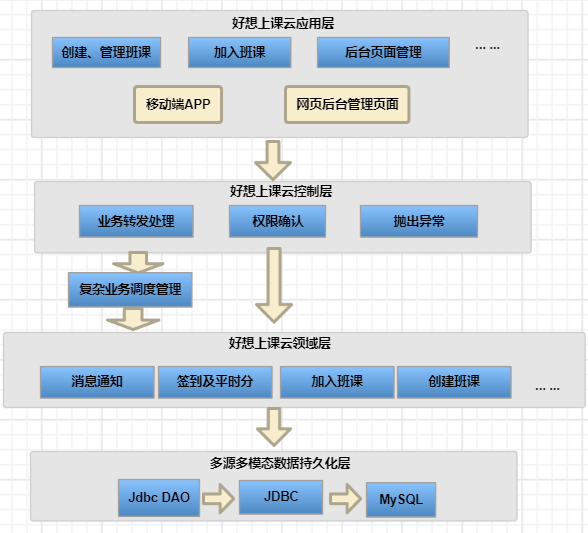 好想上课云应用层
创建、管理班课
加入班课
后台页面管理
... ...
移动端APP
网页后台管理页面
好想上课云控制层
业务转发处理
权限确认
抛出异常
复杂业务调度管理
好想上课云领域层
消息通知
签到及平时分
加入班课
创建班课
... ...
多源多模态数据持久化层
Jdbc DAO
JDBC
MySQL